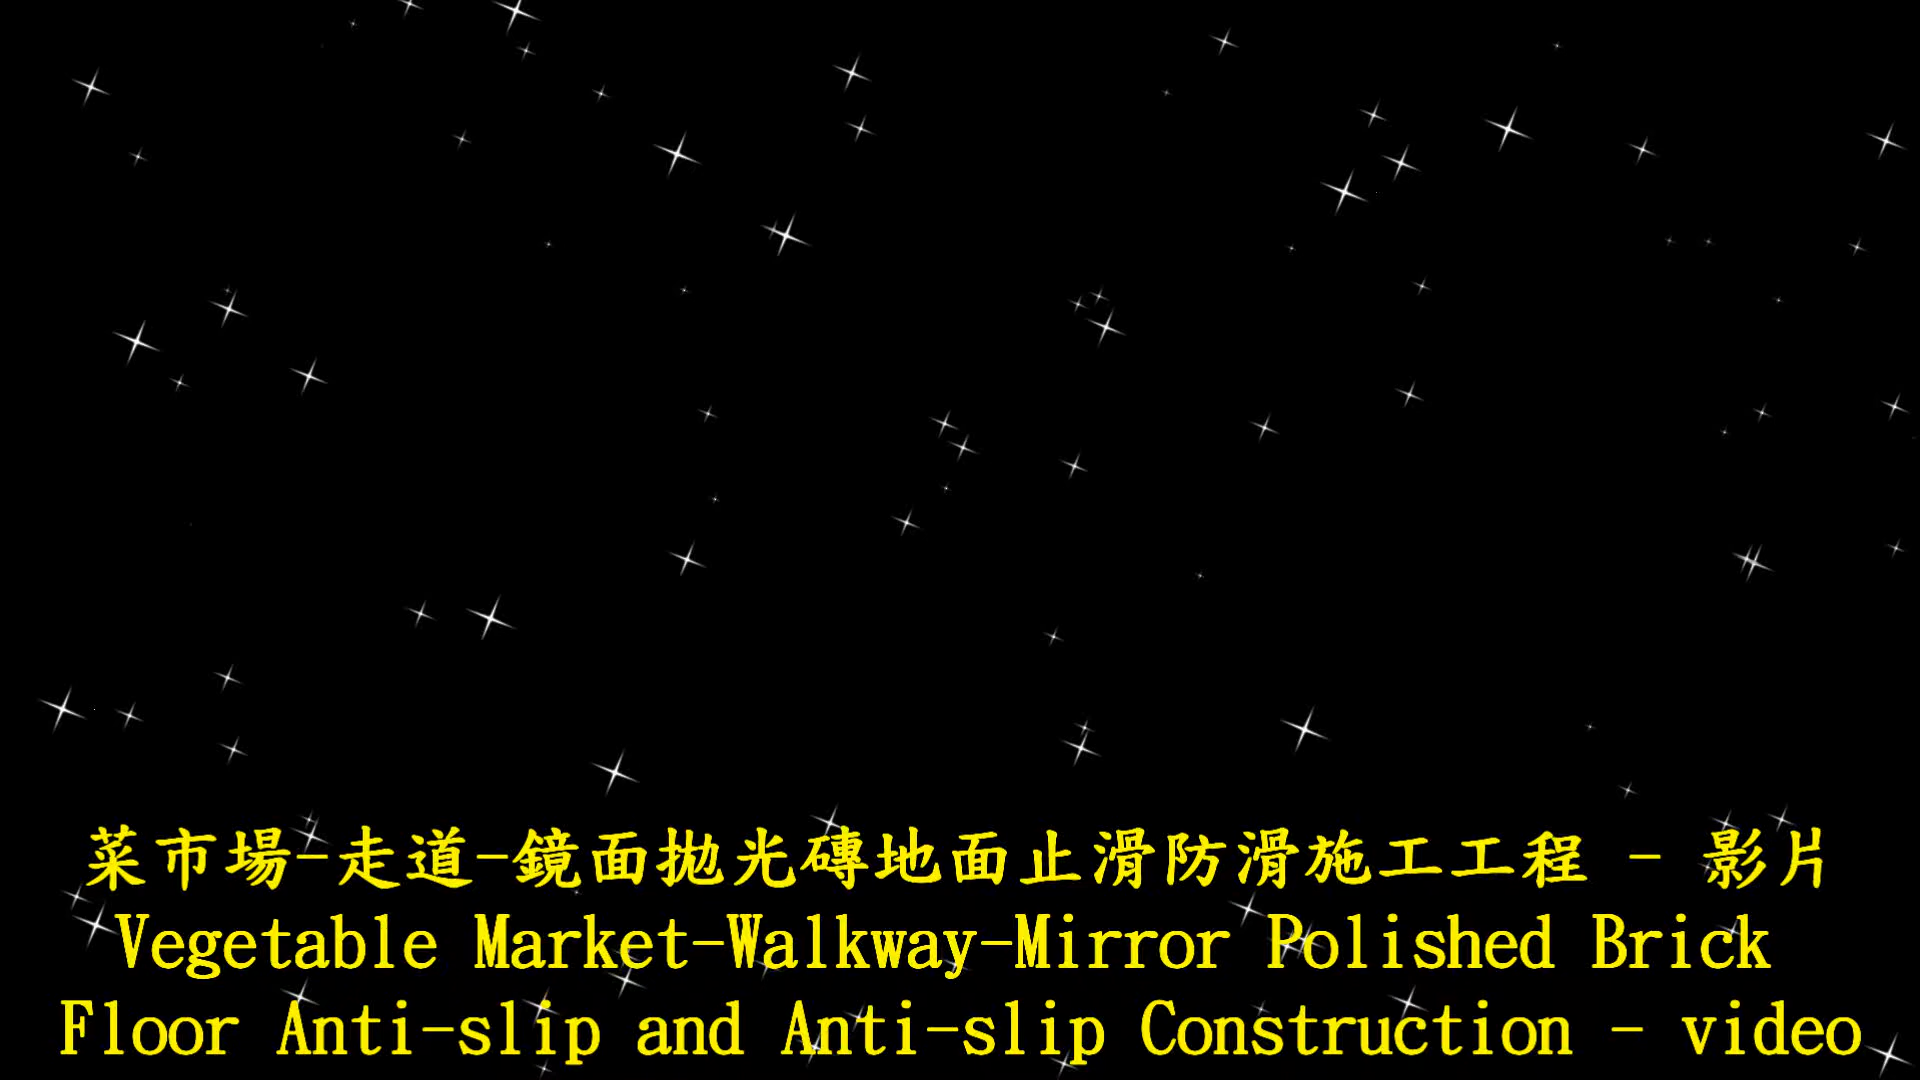 菜市場-走道-鏡面拋光磚地面止滑防滑施工工程 - 影片
Vegetable Market-Walkway-Mirror Polished Brick
Floor Anti-slip and Anti-slip Construction - video